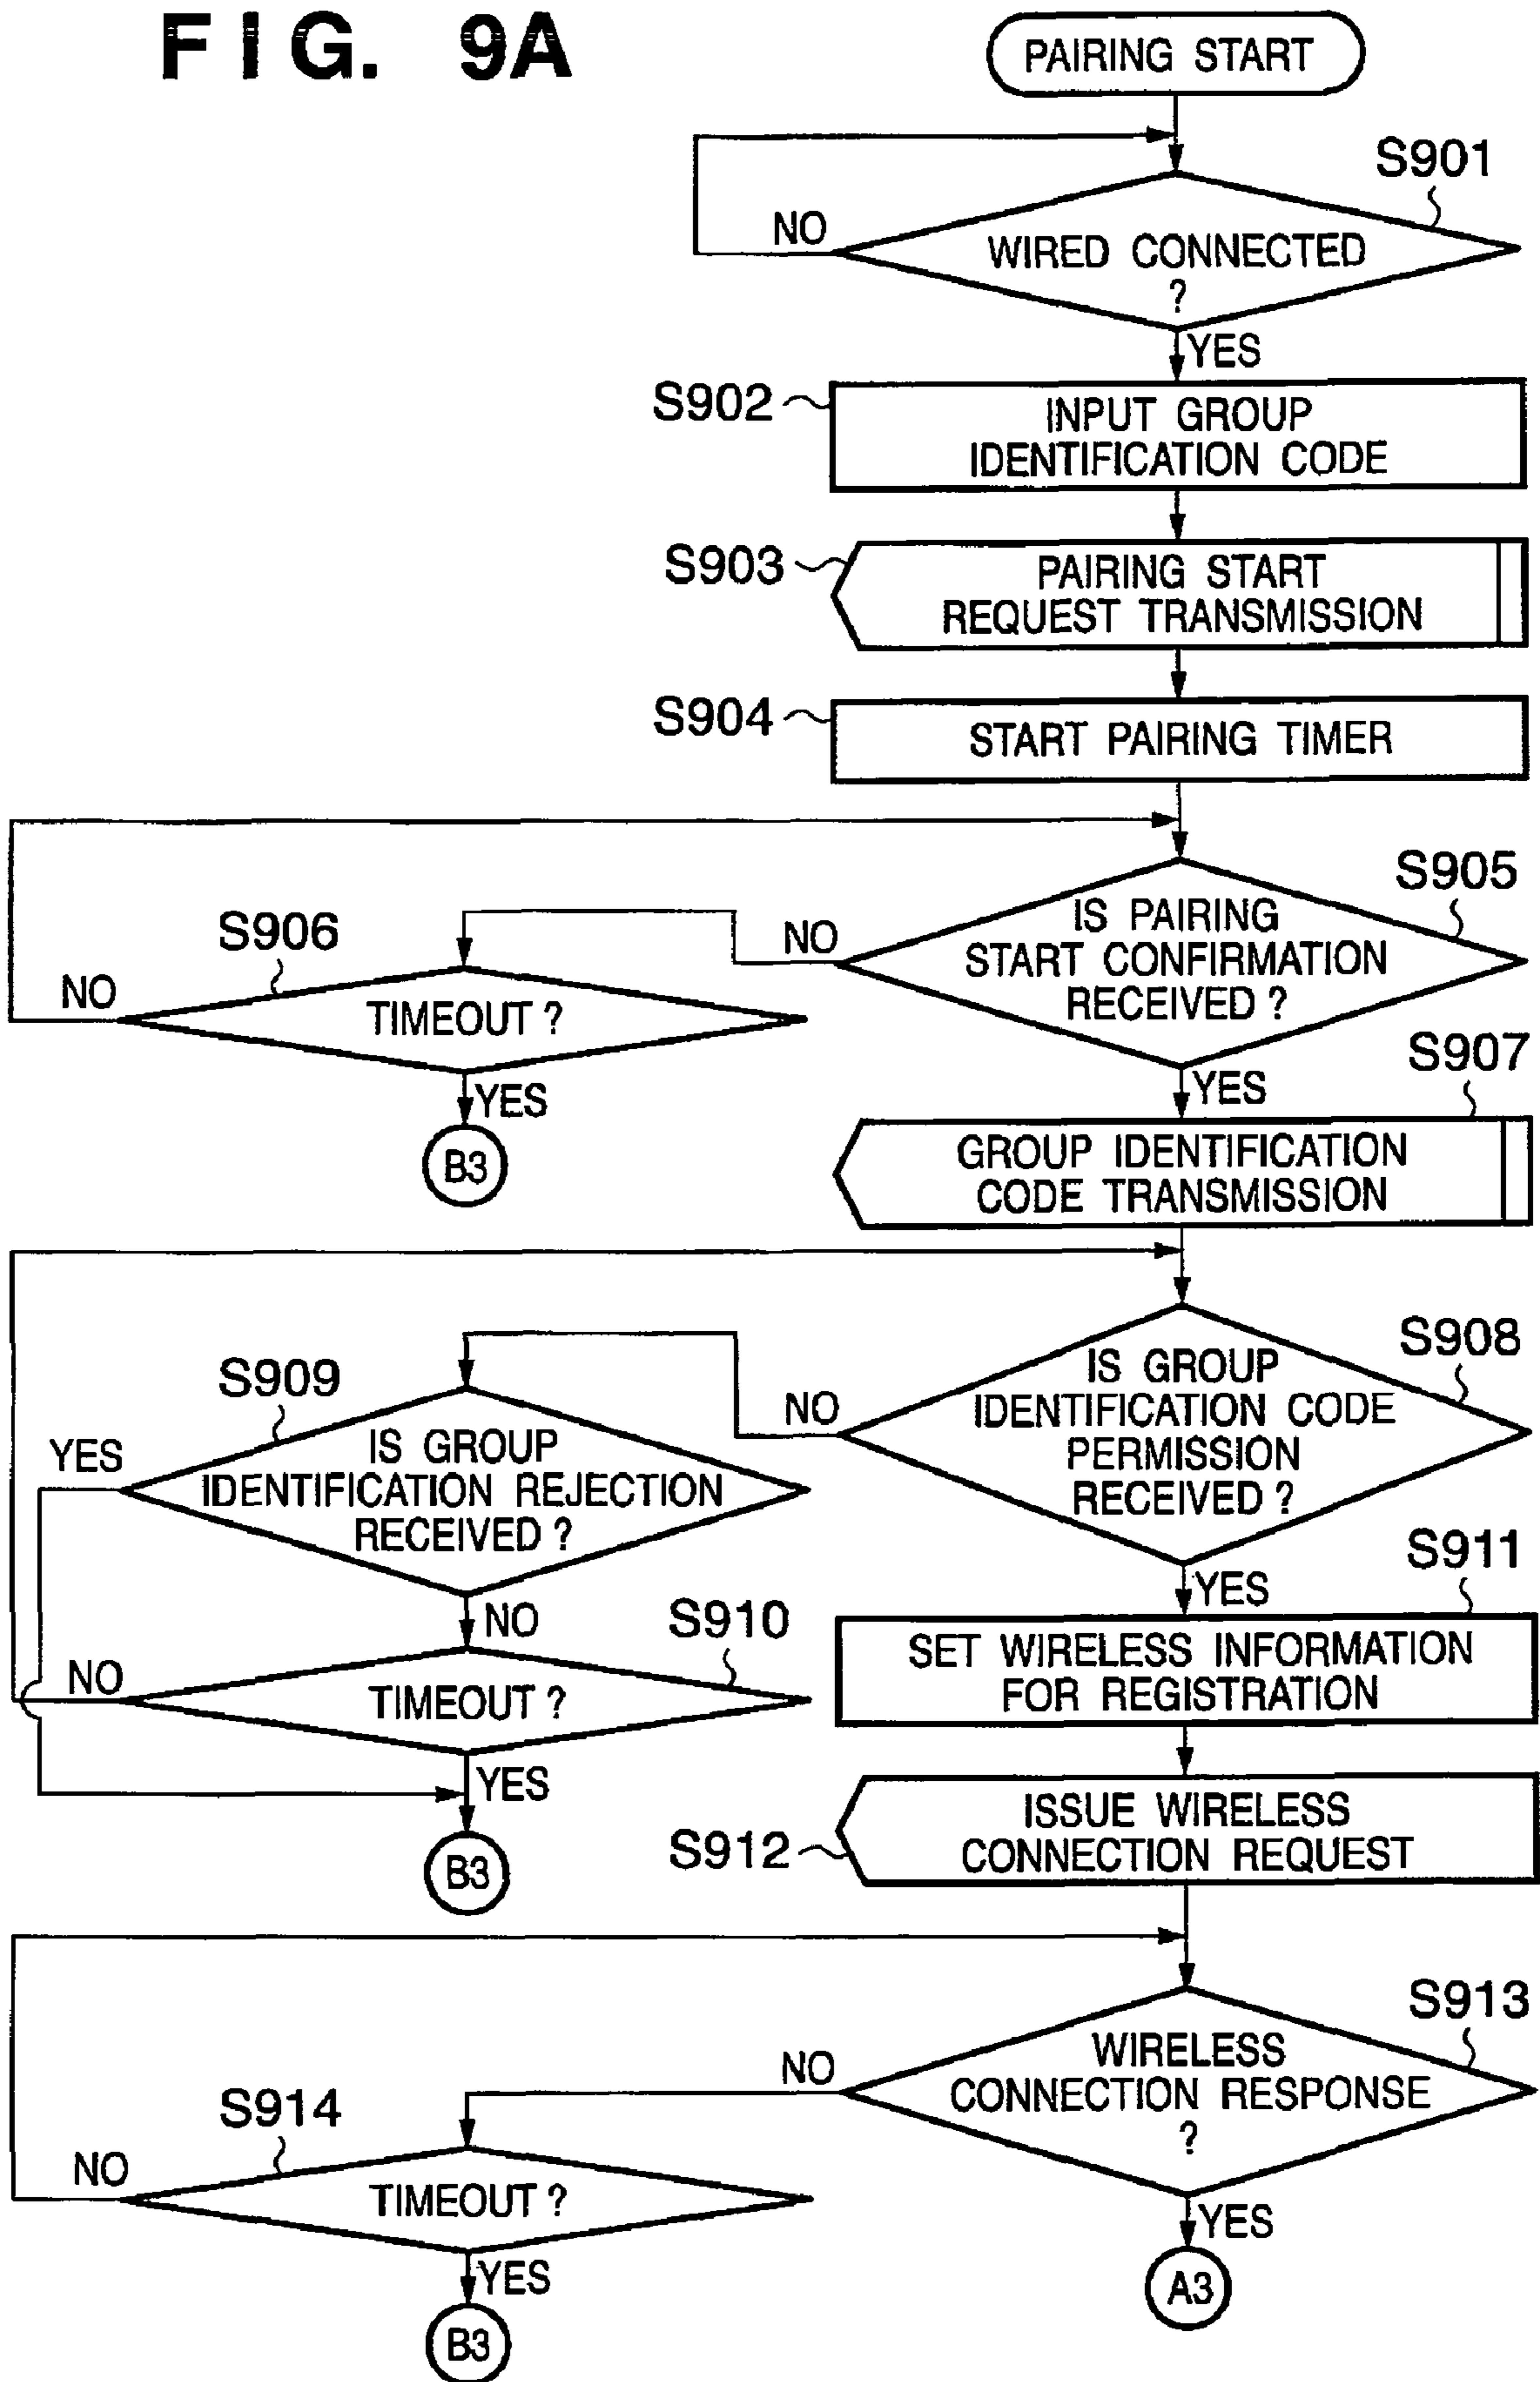 FIG. 9A
PAIRING START
S901
NO
WIRED CONNECTED
?
YES
S902
INPUT GROUP
IDENTIFICATION CODE
S903
PAIRING START
REQUEST TRANSMISSION
S904
START PAIRING TIMER
S905
IS PAIRING
START CONFIRMATION
RECEIVED ?
NO
S906
NO
TIMEOUT ?
YES
B3
YES
S907
GROUP IDENTIFICATION
CODE TRANSMISSION
S908
IS GROUP
IDENTIFICATION CODE
PERMISSION
RECEIVED ?
NO
S909
YES
IS GROUP
IDENTIFICATION REJECTION
RECEIVED ?
NO
S910
NO
TIMEOUT ?
YES
B3
YES
S911
SET WIRELESS INFORMATION
FOR REGISTRATION
S912
ISSUE WIRELESS
CONNECTION REQUEST
S913
WIRELESS
CONNECTION RESPONSE
?
NO
S914
NO
TIMEOUT ?
YES
B3
YES
A3